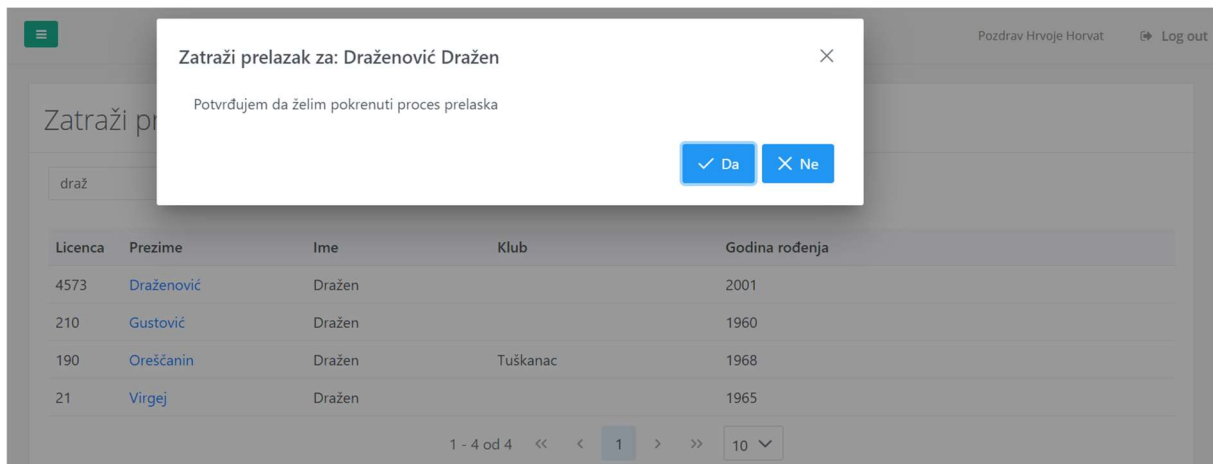 Pozdrav Hrvoje Horvat Log out
Zatraži prelazak za: Draženović Dražen
Potvrđujem da želim pokrenuti proces prelaska
Da Ne
Zatraži pr
draž
Licenca Prezime Ime Klub Godina rođenja
4573 Draženović Dražen 2001
210 Gustović Dražen 1960
190 Oreščanin Dražen Tuškanac 1968
21 Virgej Dražen 1965
1 - 4 od 4 « < 1 > » 10